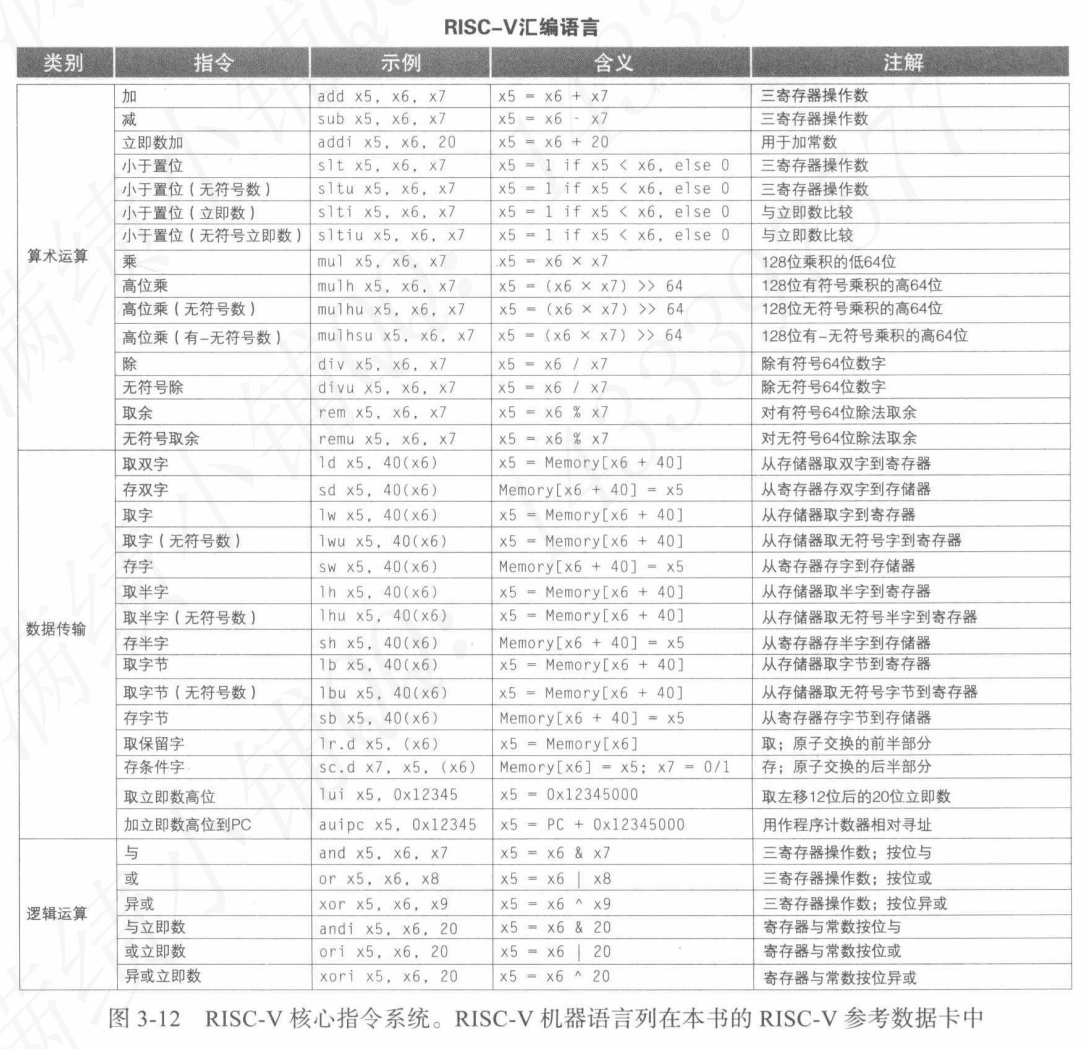 RISC-V汇编语言
类别 指令 示例 含义 注解
算术运算
加 add x5, x6, x7 x5 = x6 + x7 三寄存器操作数
减 sub x5, x6, x7 x5 = x6 - x7 三寄存器操作数
立即数加 addi x5, x6, 20 x5 = x6 + 20 用于加常数
小于置位 slt x5, x6, x7 x5 = 1 if x5 < x6, else 0 三寄存器操作数
小于置位(无符号数) sltu x5, x6, x7 x5 = 1 if x5 < x6, else 0 三寄存器操作数
小于置位(立即数) slti x5, x6, x7 x5 = 1 if x5 < x6, else 0 与立即数比较
小于置位(无符号立即数) sltiu x5, x6, x7 x5 = 1 if x5 < x6, else 0 与立即数比较
乘 mul x5, x6, x7 x5 = x6 × x7 128位乘积的低64位
高位乘 mulh x5, x6, x7 x5 = (x6 × x7) >> 64 128位有符号乘积的高64位
高位乘(无符号数) mulhu x5, x6, x7 x5 = (x6 × x7) >> 64 128位无符号乘积的高64位
高位乘(有-无符号数) mulhsu x5, x6, x7 x5 = (x6 × x7) >> 64 128位有-无符号乘积的高64位
除 div x5, x6, x7 x5 = x6 / x7 除有符号64位数字
无符号除 divu x5, x6, x7 x5 = x6 / x7 除无符号64位数字
取余 rem x5, x6, x7 x5 = x6 % x7 对有符号64位除法取余
无符号取余 remu x5, x6, x7 x5 = x6 % x7 对无符号64位除法取余
数据传输
取双字 ld x5, 40(x6) x5 = Memory[x6 + 40] 从存储器取双字到寄存器
存双字 sd x5, 40(x6) Memory[x6 + 40] = x5 从寄存器存双字到存储器
取字 lw x5, 40(x6) x5 = Memory[x6 + 40] 从存储器取字到寄存器
取字(无符号数) lwu x5, 40(x6) x5 = Memory[x6 + 40] 从存储器取无符号字到寄存器
存字 sw x5, 40(x6) Memory[x6 + 40] = x5 从寄存器存字到存储器
取半字 lh x5, 40(x6) x5 = Memory[x6 + 40] 从存储器取半字到寄存器
取半字(无符号数) lhu x5, 40(x6) x5 = Memory[x6 + 40] 从存储器取无符号半字到寄存器
存半字 sh x5, 40(x6) Memory[x6 + 40] = x5 从寄存器存半字到存储器
取字节 lb x5, 40(x6) x5 = Memory[x6 + 40] 从存储器取字节到寄存器
取字节(无符号数) lbu x5, 40(x6) x5 = Memory[x6 + 40] 从存储器取无符号字节到寄存器
存字节 sb x5, 40(x6) Memory[x6 + 40] = x5 从寄存器存字节到存储器
取保留字 lr.d x5, (x6) x5 = Memory[x6] 取;原子交换的前半部分
存条件字 sc.d x7, x5, (x6) Memory[x6] = x5; x7 = 0/1 存;原子交换的后半部分
取立即数高位 lui x5, 0x12345 x5 = 0x12345000 取左移12位后的20位立即数
加立即数高位到PC auipc x5, 0x12345 x5 = PC + 0x12345000 用作程序计数器相对寻址
逻辑运算
与 and x5, x6, x7 x5 = x6 & x7 三寄存器操作数;按位与
或 or x5, x6, x8 x5 = x6 | x8 三寄存器操作数;按位或
异或 xor x5, x6, x9 x5 = x6 ^ x9 三寄存器操作数;按位异或
与立即数 andi x5, x6, 20 x5 = x6 & 20 寄存器与常数按位与
或立即数 ori x5, x6, 20 x5 = x6 | 20 寄存器与常数按位或
异或立即数 xori x5, x6, 20 x5 = x6 ^ 20 寄存器与常数按位异或
图 3-12 RISC-V 核心指令系统。RISC-V 机器语言列在本书的 RISC-V 参考数据卡中